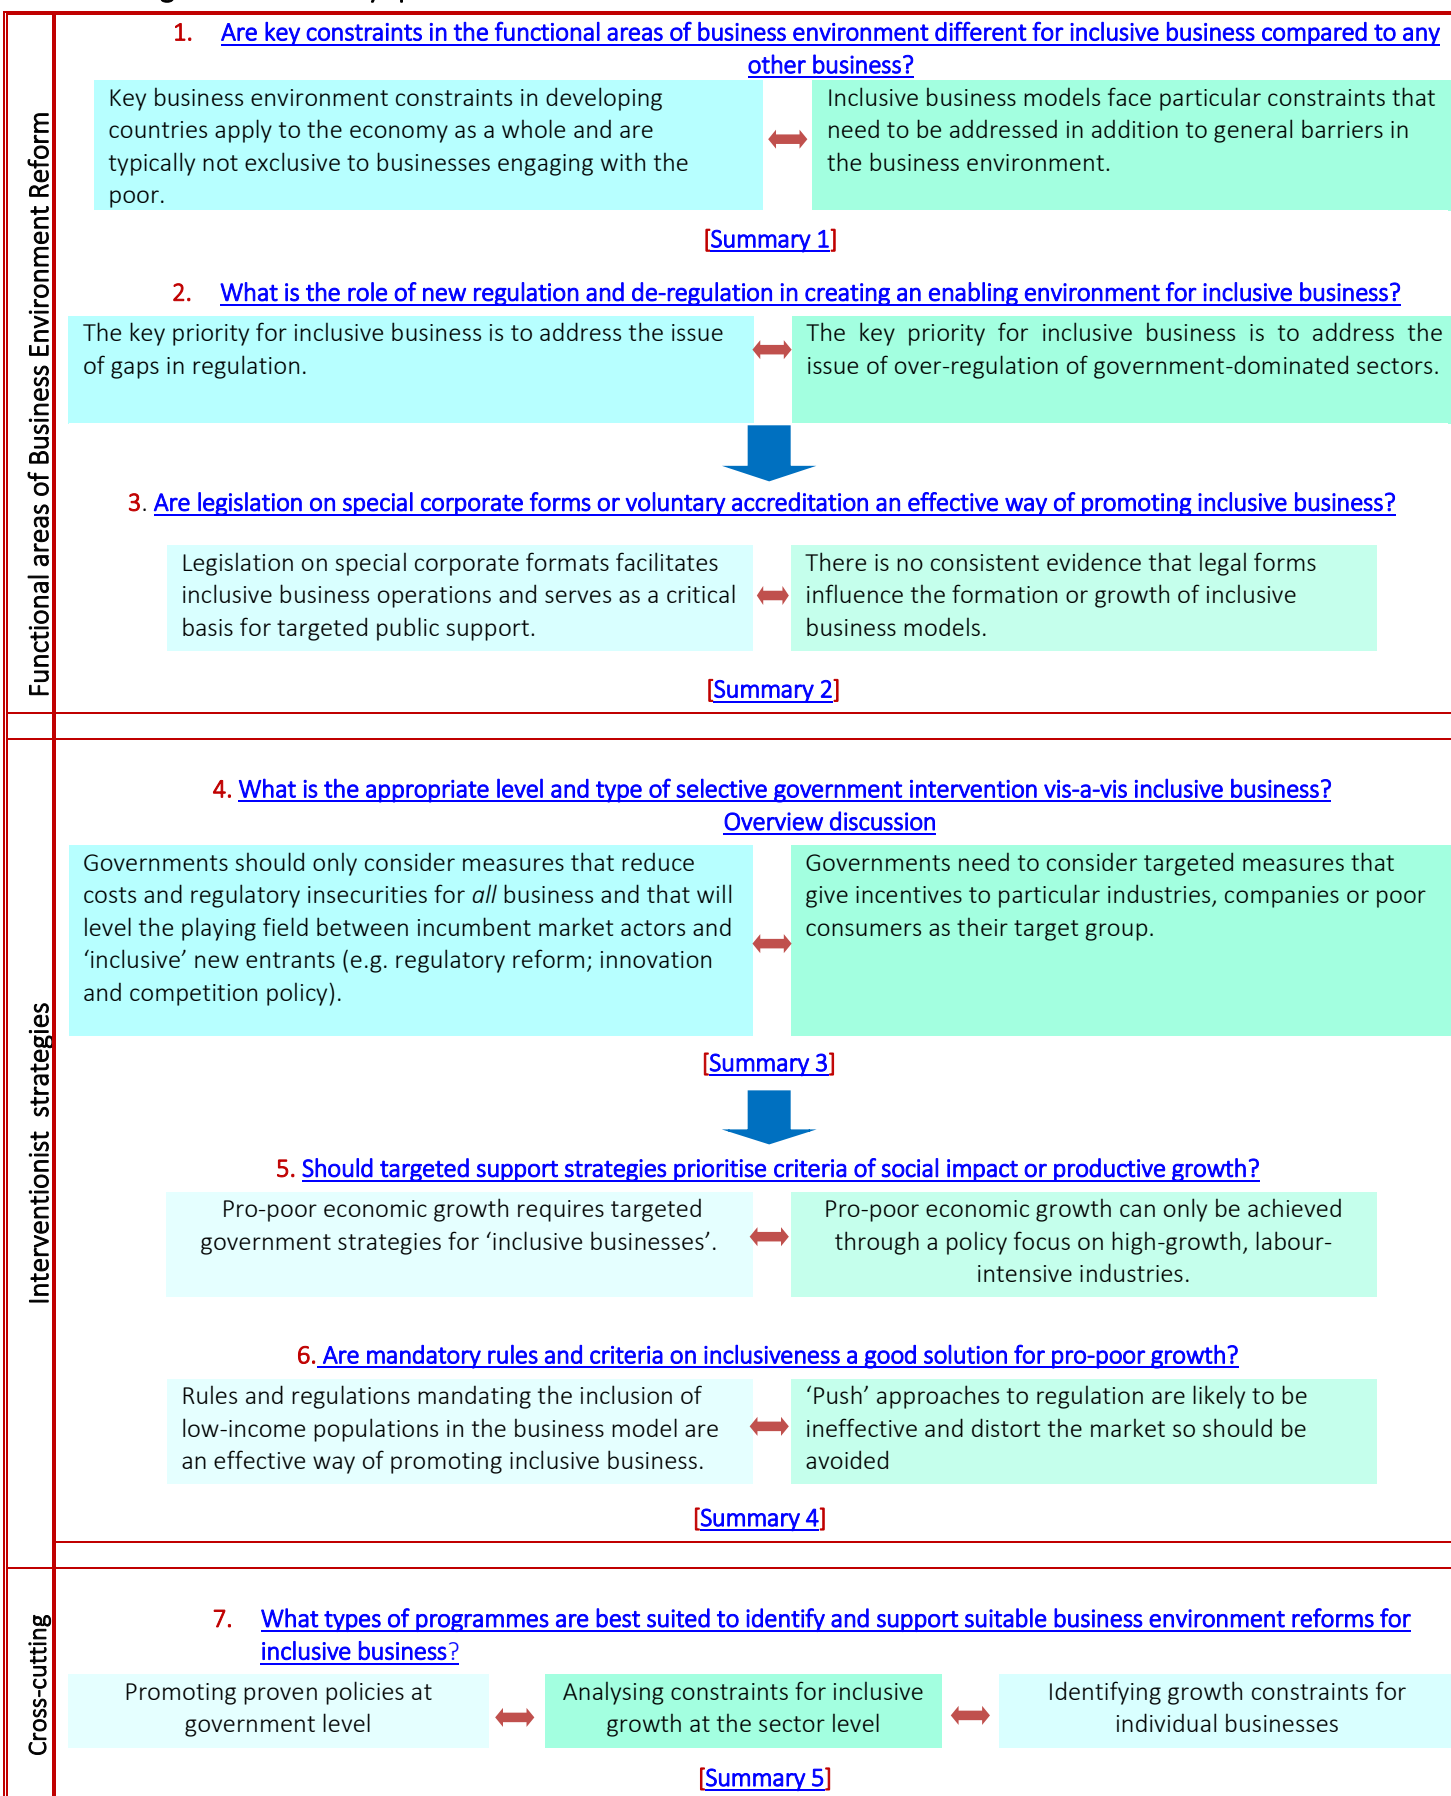 Functional areas of Business Environment Reform
1. Are key constraints in the functional areas of business environment different for inclusive business compared to any
other business?
Key business environment constraints in developing
countries apply to the economy as a whole and are
typically not exclusive to businesses engaging with the
poor.
Inclusive business models face particular constraints that
need to be addressed in addition to general barriers in
the business environment.
[Summary 1]
2. What is the role of new regulation and de-regulation in creating an enabling environment for inclusive business?
The key priority for inclusive business is to address the issue
of gaps in regulation.
The key priority for inclusive business is to address the
issue of over-regulation of government-dominated sectors.
3. Are legislation on special corporate forms or voluntary accreditation an effective way of promoting inclusive business?
Legislation on special corporate formats facilitates
inclusive business operations and serves as a critical
basis for targeted public support.
There is no consistent evidence that legal forms
influence the formation or growth of inclusive
business models.
[Summary 2]
Interventionist strategies
4. What is the appropriate level and type of selective government intervention vis-a-vis inclusive business?
Overview discussion
Governments should only consider measures that reduce
costs and regulatory insecurities for all business and that will
level the playing field between incumbent market actors and
‘inclusive’ new entrants (e.g. regulatory reform; innovation
and competition policy).
Governments need to consider targeted measures that
give incentives to particular industries, companies or poor
consumers as their target group.
[Summary 3]
5. Should targeted support strategies prioritise criteria of social impact or productive growth?
Pro-poor economic growth requires targeted
government strategies for ‘inclusive businesses’.
Pro-poor economic growth can only be achieved
through a policy focus on high-growth, labour-
intensive industries.
6. Are mandatory rules and criteria on inclusiveness a good solution for pro-poor growth?
Rules and regulations mandating the inclusion of
low-income populations in the business model are
an effective way of promoting inclusive business.
‘Push’ approaches to regulation are likely to be
ineffective and distort the market so should be
avoided
[Summary 4]
Cross-cutting
7. What types of programmes are best suited to identify and support suitable business environment reforms for
inclusive business?
Promoting proven policies at
government level
Analysing constraints for inclusive
growth at the sector level
Identifying growth constraints for
individual businesses
[Summary 5]